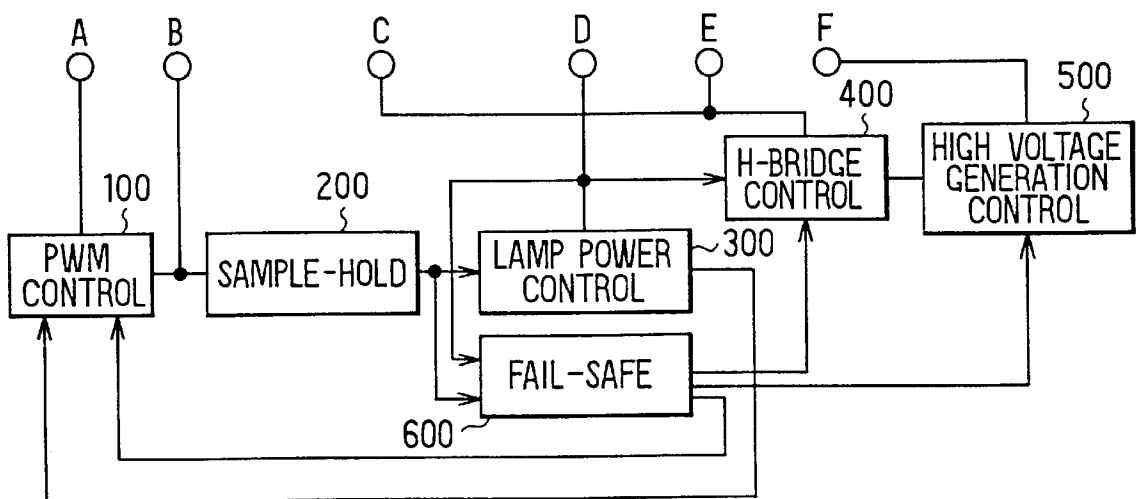 A
B
C
D
E
F
100
PWM
CONTROL
200
SAMPLE-HOLD
LAMP POWER
CONTROL
300
400
H-BRIDGE
CONTROL
500
HIGH VOLTAGE
GENERATION
CONTROL
FAIL-SAFE
600